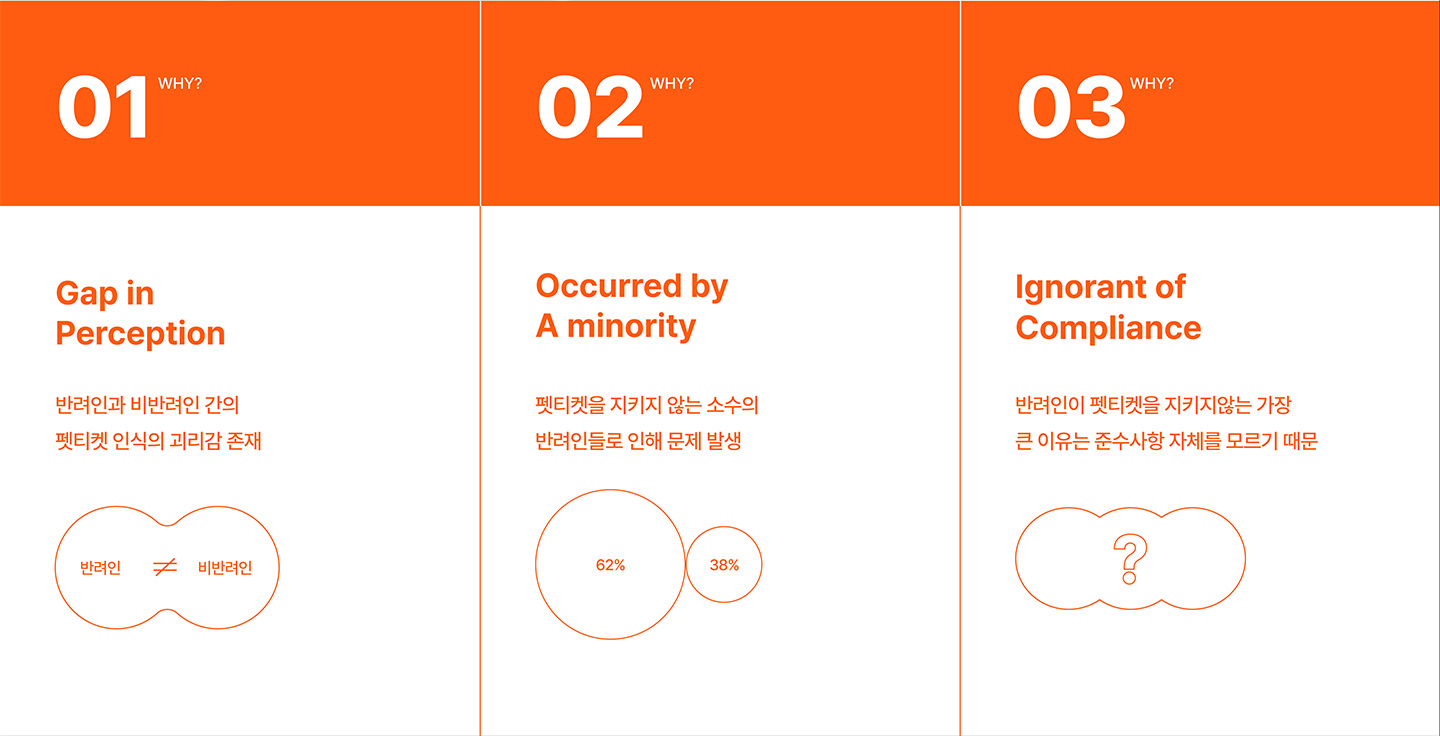 01 WHY?
Gap in
Perception
반려인과 비반려인 간의
펫티켓 인식의 괴리감 존재
반려인 ≠ 비반려인
02 WHY?
Occurred by
A minority
펫티켓을 지키지 않는 소수의
반려인들로 인해 문제 발생
62% 38%
03 WHY?
Ignorant of
Compliance
반려인이 펫티켓을 지키지않는 가장
큰 이유는 준수사항 자체를 모르기 때문
?